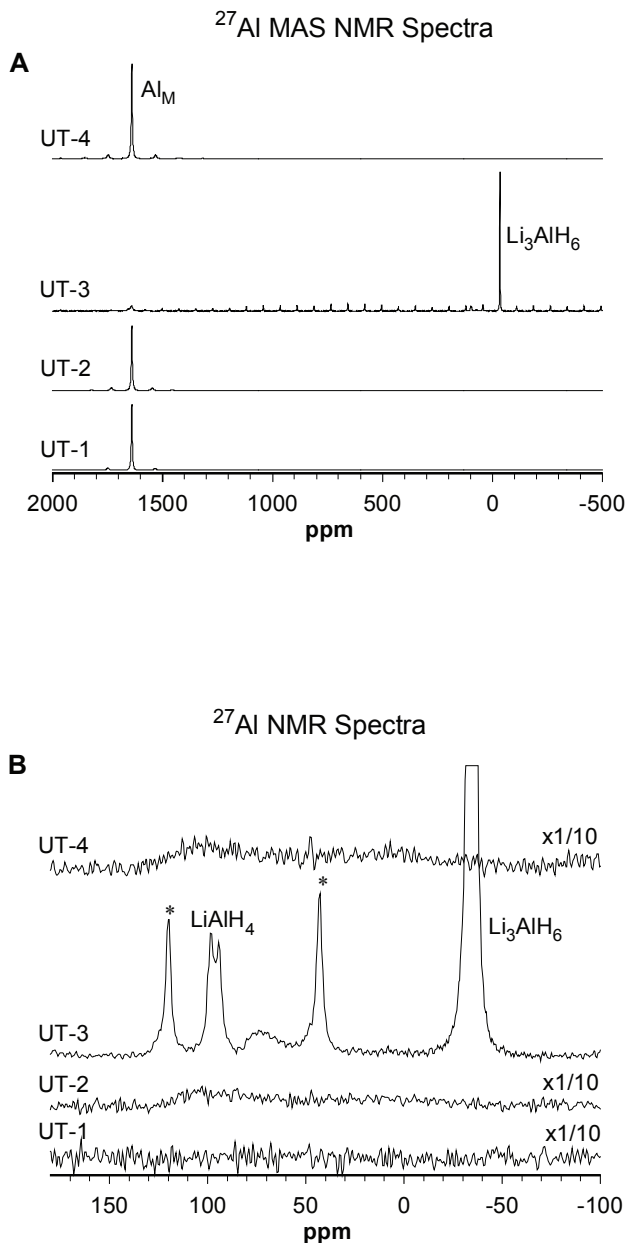 ²⁷Al MAS NMR Spectra
A
Al_M
UT-4
Li₃AlH₆
UT-3
UT-2
UT-1
2000 1500 1000 500 0 -500
ppm
²⁷Al NMR Spectra
B
UT-4 x1/10
* LiAlH₄ * Li₃AlH₆
UT-3
UT-2 x1/10
UT-1 x1/10
150 100 50 0 -50 -100
ppm